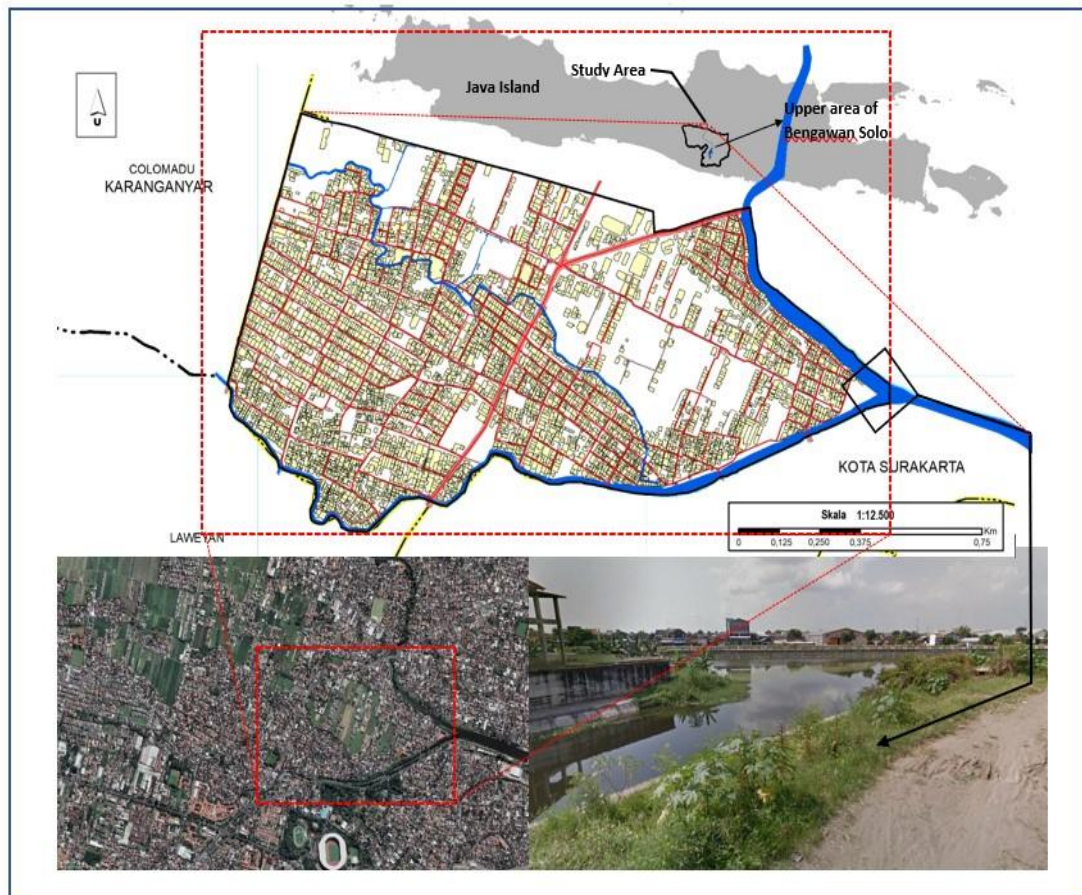 Study Area
Java Island
Upper area of
Bengawan Solo
U
COLOMADU
KARANGANYAR
KOTA SURAKARTA
Skala 1:12.500
Km
0 0,125 0,250 0,375 0,75
LAWEYAN